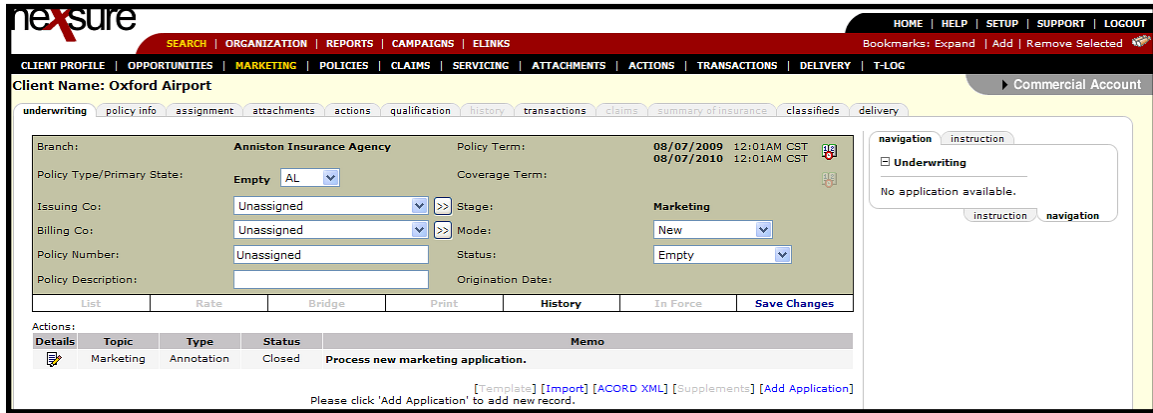 nexsure
HOME | HELP | SETUP | SUPPORT | LOGOUT
SEARCH | ORGANIZATION | REPORTS | CAMPAIGNS | ELINKS
Bookmarks: Expand | Add | Remove Selected
CLIENT PROFILE | OPPORTUNITIES | MARKETING | POLICIES | CLAIMS | SERVICING | ATTACHMENTS | ACTIONS | TRANSACTIONS | DELIVERY | T-LOG
Client Name: Oxford Airport
Commercial Account
underwriting policy info assignment attachments actions qualification history transactions claims summary of insurance classifieds delivery
Branch: Anniston Insurance Agency Policy Term: 08/07/2009 12:01AM CST
08/07/2010 12:01AM CST
Policy Type/Primary State: Empty AL Coverage Term:
Issuing Co: Unassigned >> Stage: Marketing
Billing Co: Unassigned >> Mode: New
Policy Number: Unassigned Status: Empty
Policy Description: Origination Date:
List Rate Bridge Print History In Force Save Changes
Actions:
Details Topic Type Status Memo
Marketing Annotation Closed Process new marketing application.
[Template] [Import] [ACORD XML] [Supplements] [Add Application]
Please click 'Add Application' to add new record.
navigation instruction
Underwriting
No application available.
instruction navigation